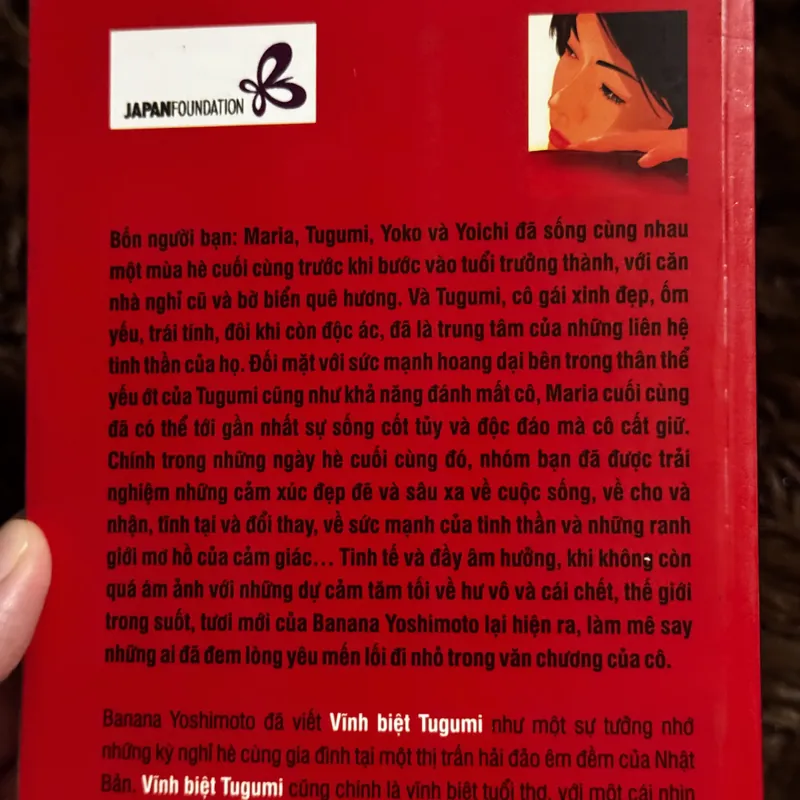 JAPANFOUNDATION
Bốn người bạn: Maria, Tugumi, Yoko và Yoichi đã sống cùng nhau
một mùa hè cuối cùng trước khi bước vào tuổi trưởng thành, với căn
nhà nghỉ cũ và bờ biển quê hương. Và Tugumi, cô gái xinh đẹp, ốm
yếu, trái tính, đôi khi còn độc ác, đã là trung tâm của những liên hệ
tinh thần của họ. Đối mặt với sức mạnh hoang dại bên trong thân thể
yếu ớt của Tugumi cũng như khả năng đánh mất cô, Maria cuối cùng
đã có thể tới gần nhất sự sống cốt tủy và độc đáo mà cô cất giữ.
Chính trong những ngày hè cuối cùng đó, nhóm bạn đã được trải
nghiệm những cảm xúc đẹp đẽ và sâu xa về cuộc sống, về cho và
nhận, tĩnh tại và đổi thay, về sức mạnh của tinh thần và những ranh
giới mơ hồ của cảm giác... Tinh tế và đầy âm hưởng, khi không còn
quá ám ảnh với những dự cảm tăm tối về hư vô và cái chết, thế giới
trong suốt, tươi mới của Banana Yoshimoto lại hiện ra, làm mê say
những ai đã đem lòng yêu mến lối đi nhỏ trong văn chương của cô.
Banana Yoshimoto đã viết Vĩnh biệt Tugumi như một sự tưởng nhớ
những kỳ nghỉ hè cùng gia đình tại một thị trấn hải đảo êm đềm của Nhật
Bản. Vĩnh biệt Tugumi cũng chính là vĩnh biệt tuổi thơ, với một cái nhìn